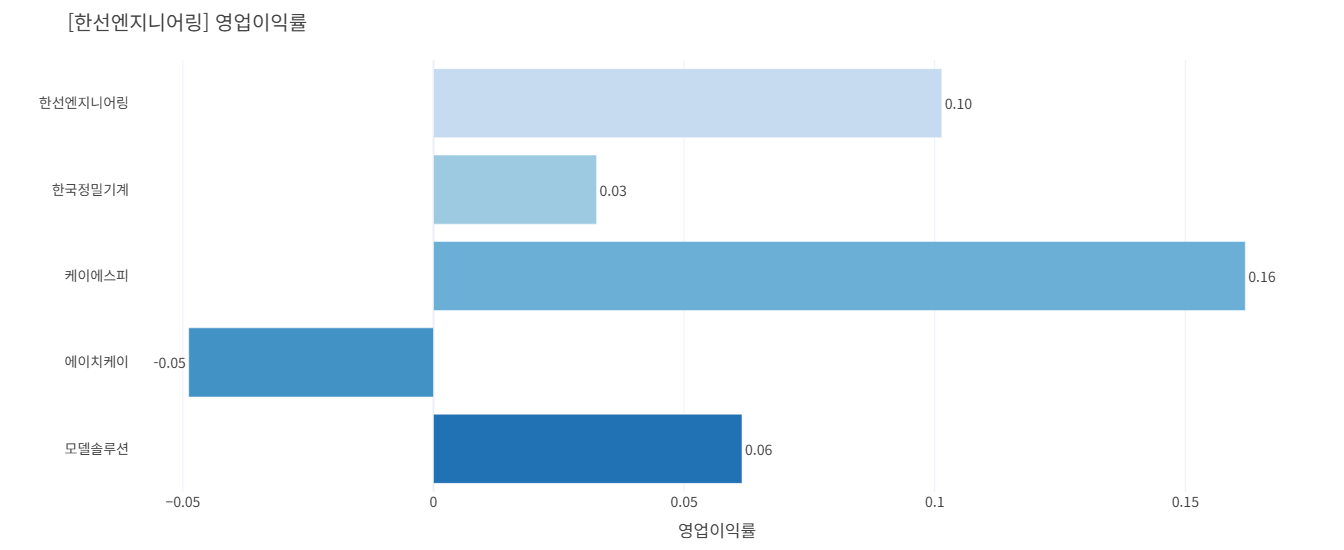 [한선엔지니어링] 영업이익률
한선엔지니어링 0.10
한국정밀기계 0.03
케이에스피 0.16
에이치케이 -0.05
모델솔루션 0.06
−0.05 0 0.05 0.1 0.15
영업이익률